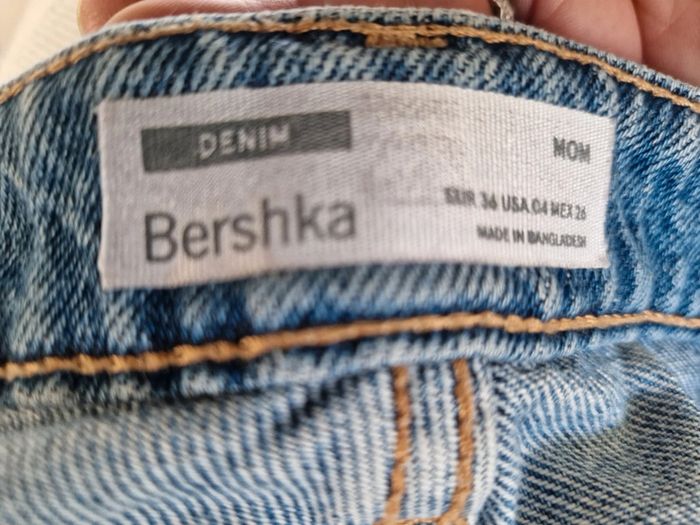 DENIM
MOM
Bershka
EUR 36 USA 04 MEX 26
MADE IN BANGLADESH